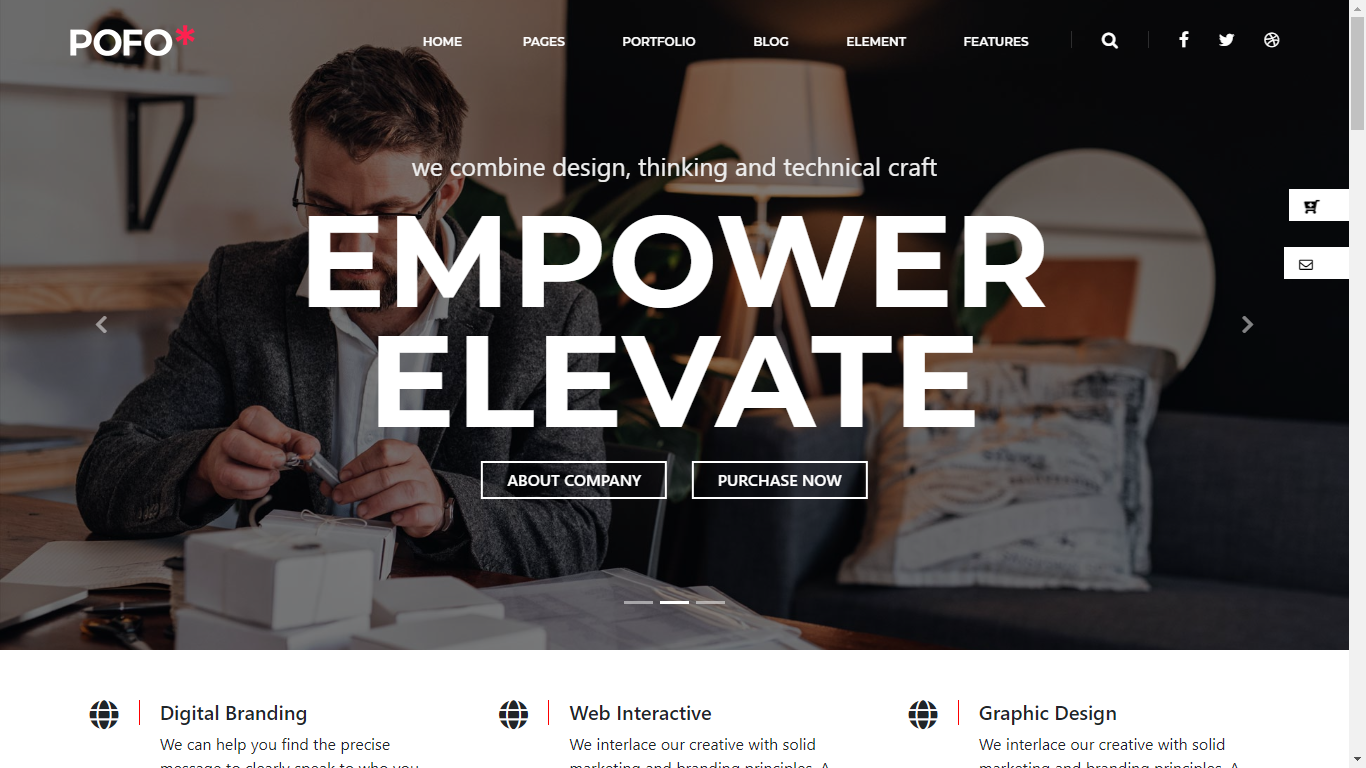 POFO*
HOME PAGES PORTFOLIO BLOG ELEMENT FEATURES
we combine design, thinking and technical craft
EMPOWER
ELEVATE
ABOUT COMPANY PURCHASE NOW
Digital Branding
We can help you find the precise
message to clearly speak to who you
Web Interactive
We interlace our creative with solid
marketing and branding principles. A
Graphic Design
We interlace our creative with solid
marketing and branding principles. A